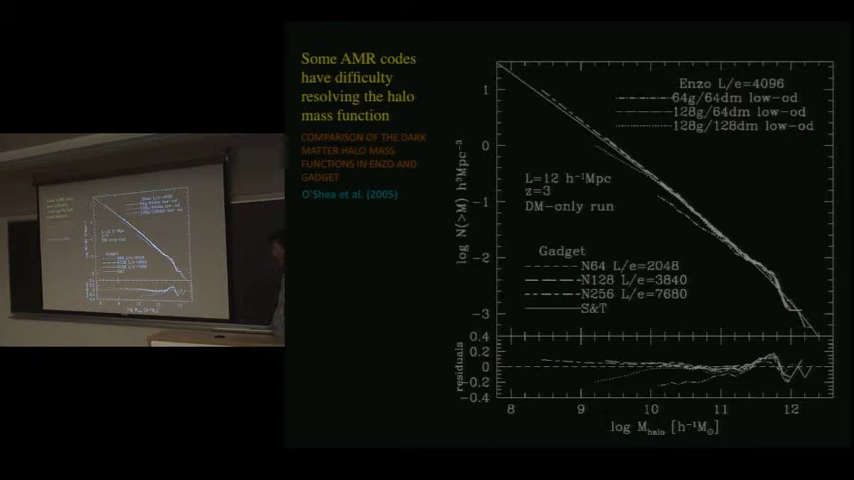 Some AMR codes
have difficulty
resolving the halo
mass function
COMPARISON OF THE DARK
MATTER HALO MASS
FUNCTIONS IN ENZO AND
GADGET
O'Shea et al. (2005)
Enzo L/e=4096
64g/64dm low-od
128g/64dm low-od
128g/128dm low-od
L=12 h⁻¹Mpc
z=3
DM-only run
Gadget
N64 L/e=2048
N128 L/e=3840
N256 L/e=7680
S&T
log N(>M) h³Mpc⁻³
1
0
−1
−2
−3
residuals
0.4
0.2
0
−0.2
−0.4
8 9 10 11 12
log M_halo [h⁻¹M_⊙]